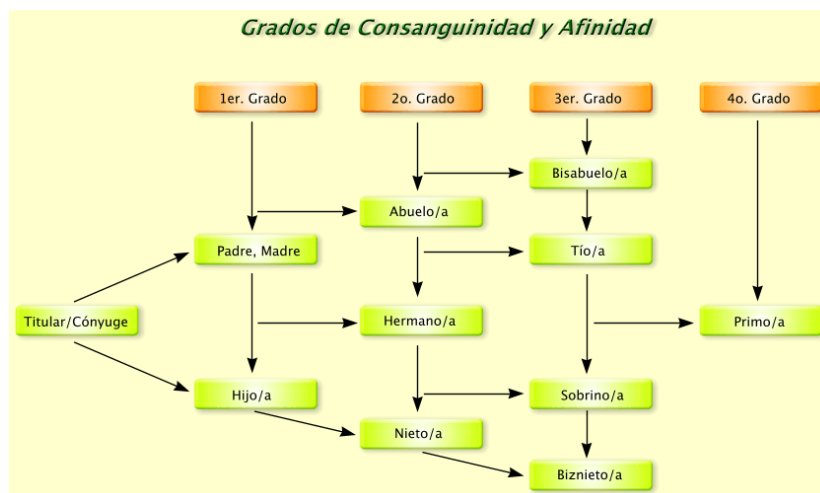 Grados de Consanguinidad y Afinidad
1er. Grado
2o. Grado
3er. Grado
4o. Grado
Bisabuelo/a
Abuelo/a
Padre, Madre
Tío/a
Titular/Cónyuge
Hermano/a
Primo/a
Hijo/a
Sobrino/a
Nieto/a
Biznieto/a